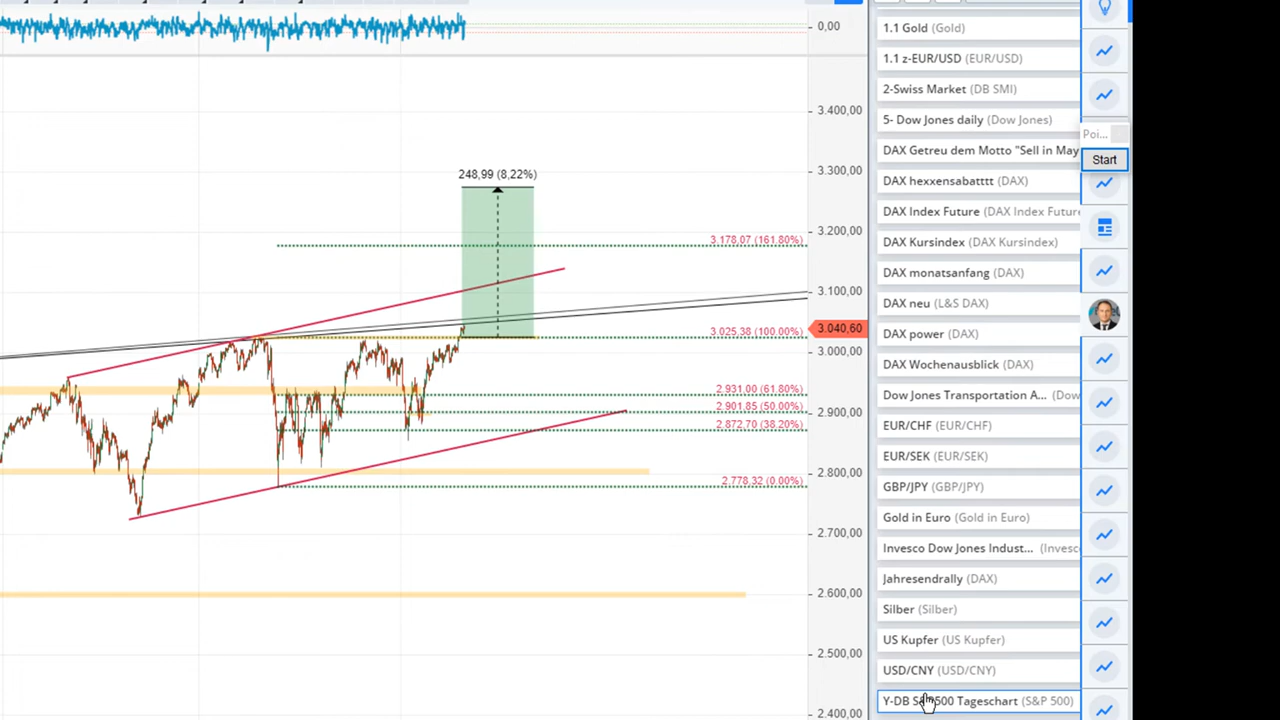 0,00
3.400,00
3.300,00
3.200,00
3.100,00
3.040,60
3.000,00
2.900,00
2.800,00
2.700,00
2.600,00
2.500,00
2.400,00
248,99 (8,22%)
3.178,07 (161.80%)
3.025,38 (100.00%)
2.931,00 (61.80%)
2.901,85 (50.00%)
2.872,70 (38.20%)
2.778,32 (0.00%)
1.1 Gold (Gold)
1.1 z-EUR/USD (EUR/USD)
2-Swiss Market (DB SMI)
5- Dow Jones daily (Dow Jones)
DAX Getreu dem Motto "Sell in May
DAX hexxensabatttt (DAX)
DAX Index Future (DAX Index Future
DAX Kursindex (DAX Kursindex)
DAX monatsanfang (DAX)
DAX neu (L&S DAX)
DAX power (DAX)
DAX Wochenausblick (DAX)
Dow Jones Transportation A... (Dow
EUR/CHF (EUR/CHF)
EUR/SEK (EUR/SEK)
GBP/JPY (GBP/JPY)
Gold in Euro (Gold in Euro)
Invesco Dow Jones Indust... (Invesc
Jahresendrally (DAX)
Silber (Silber)
US Kupfer (US Kupfer)
USD/CNY (USD/CNY)
Y-DB S&P500 Tageschart (S&P 500)
Poi...
Start